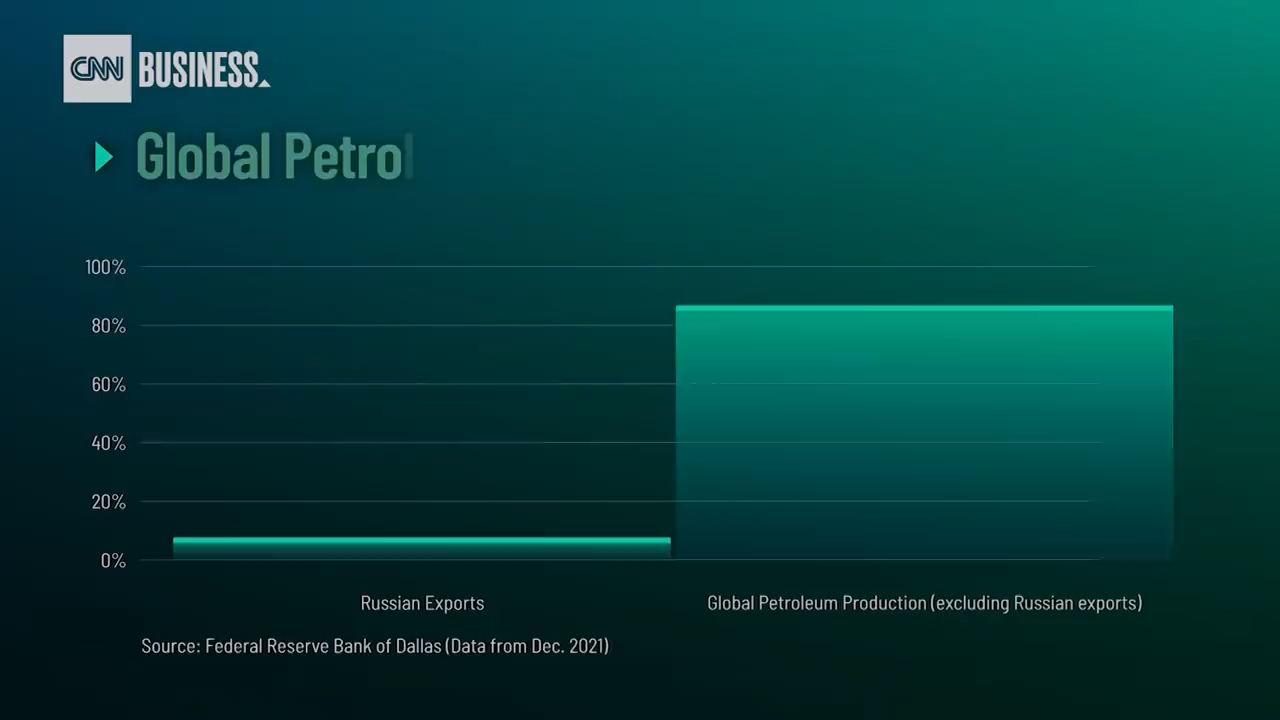 CNN BUSINESS
Global Petrol
100%
80%
60%
40%
20%
0%
Russian Exports
Global Petroleum Production (excluding Russian exports)
Source: Federal Reserve Bank of Dallas (Data from Dec. 2021)